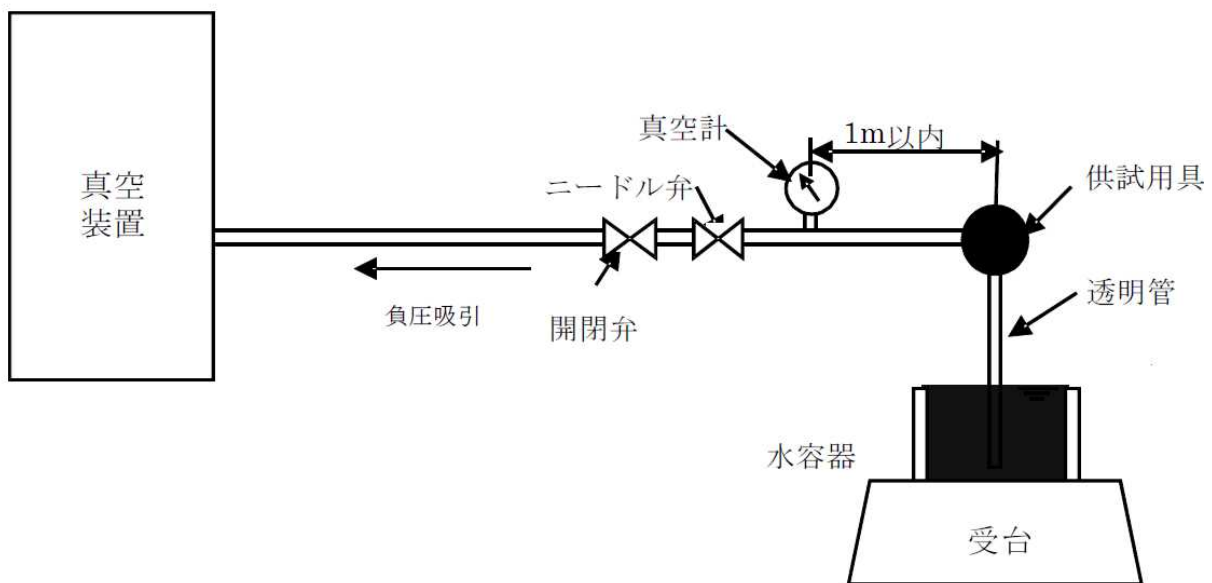 真空
装置
真空計
1m以内
ニードル弁
供試用具
負圧吸引
開閉弁
透明管
水容器
受台